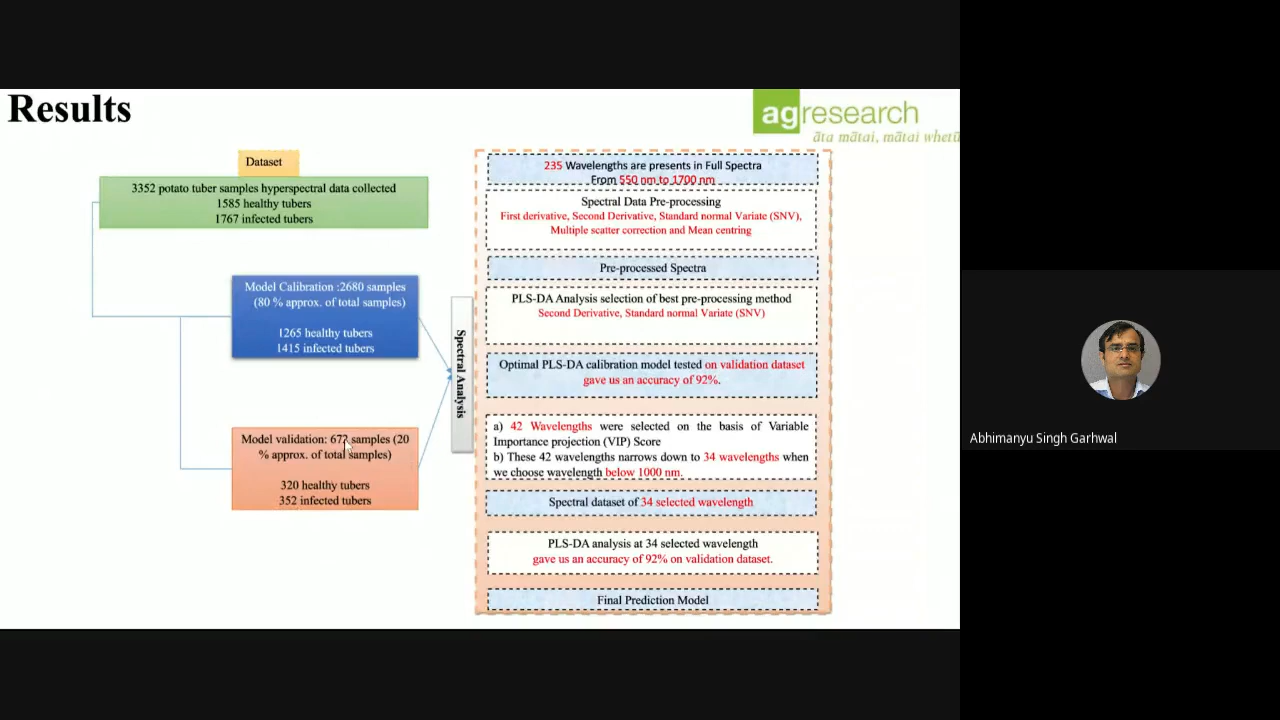 Results
agresearch
āta mātai, mātai whetū
Dataset
3352 potato tuber samples hyperspectral data collected
1585 healthy tubers
1767 infected tubers
Model Calibration :2680 samples
(80 % approx. of total samples)
1265 healthy tubers
1415 infected tubers
Model validation: 672 samples (20
% approx. of total samples)
320 healthy tubers
352 infected tubers
Spectral Analysis
235 Wavelengths are presents in Full Spectra
From 550 nm to 1700 nm
Spectral Data Pre-processing
First derivative, Second Derivative, Standard normal Variate (SNV),
Multiple scatter correction and Mean centring
Pre-processed Spectra
PLS-DA Analysis selection of best pre-processing method
Second Derivative, Standard normal Variate (SNV)
Optimal PLS-DA calibration model tested on validation dataset
gave us an accuracy of 92%.
a) 42 Wavelengths were selected on the basis of Variable
Importance projection (VIP) Score
b) These 42 wavelengths narrows down to 34 wavelengths when
we choose wavelength below 1000 nm.
Spectral dataset of 34 selected wavelength
PLS-DA analysis at 34 selected wavelength
gave us an accuracy of 92% on validation dataset.
Final Prediction Model
Abhimanyu Singh Garhwal